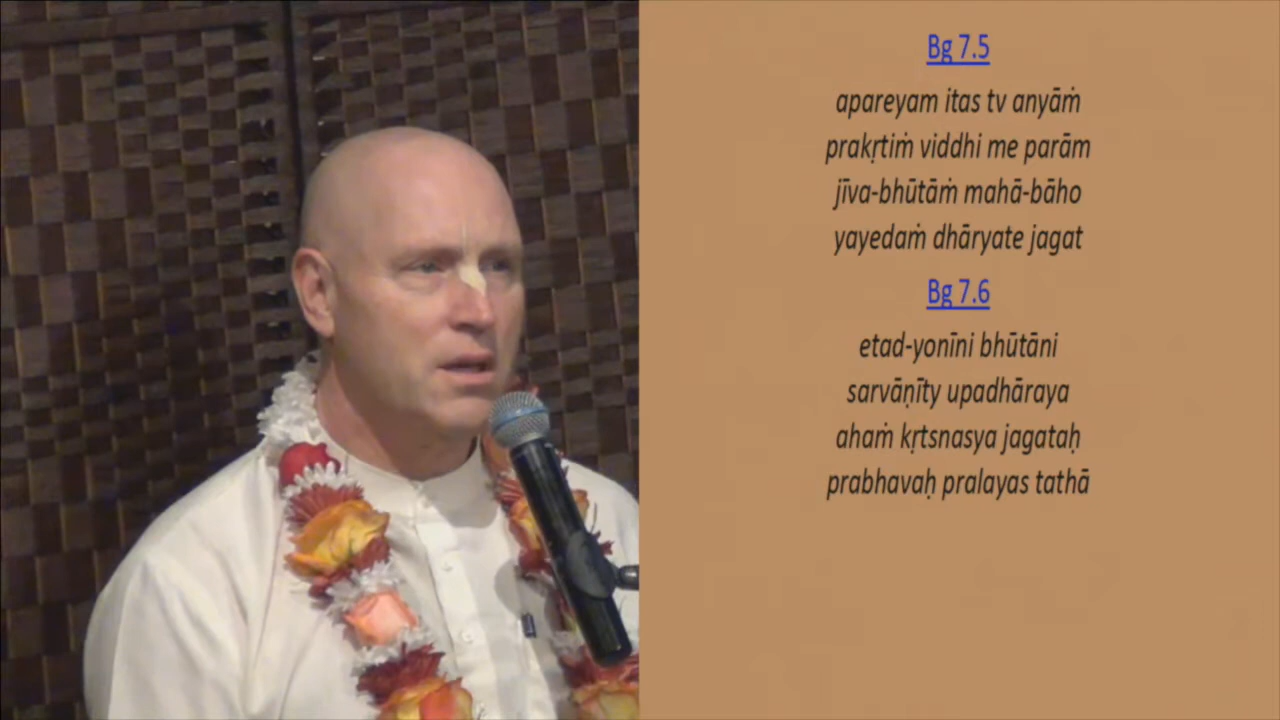 Bg 7.5
apareyam itas tv anyāṁ
prakṛtiṁ viddhi me parām
jīva-bhūtāṁ mahā-bāho
yayedaṁ dhāryate jagat
Bg 7.6
etad-yonīni bhūtāni
sarvāṇīty upadhāraya
ahaṁ kṛtsnasya jagataḥ
prabhavaḥ pralayas tathā